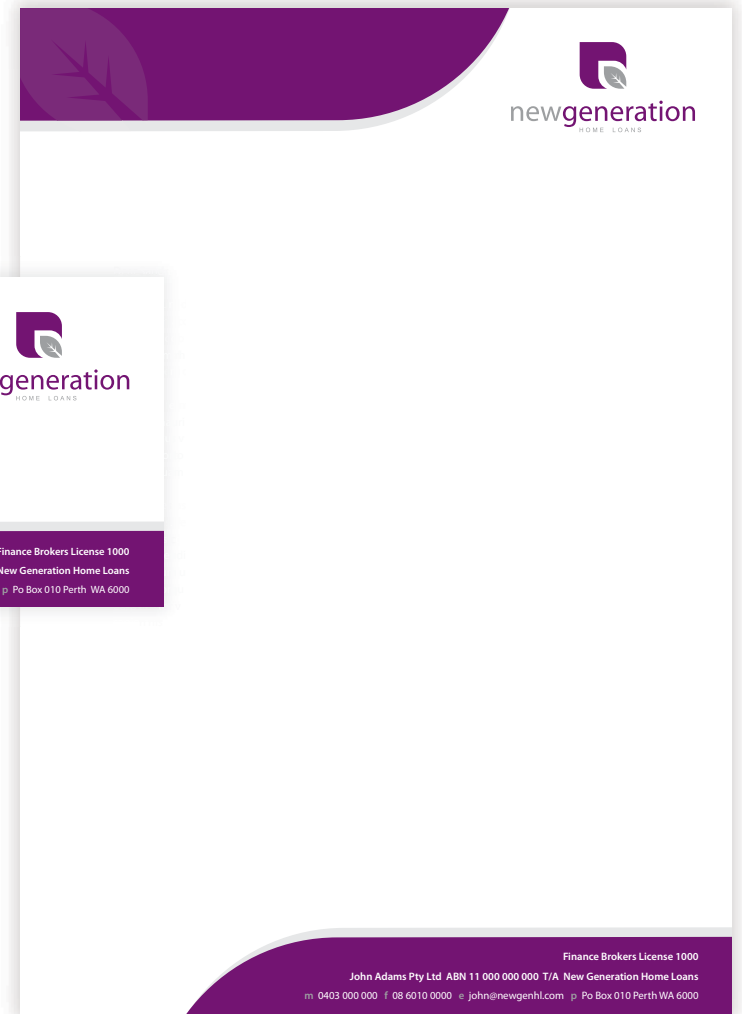 newgeneration
HOME LOANS
generation
HOME LOANS
Finance Brokers License 1000
New Generation Home Loans
p Po Box 010 Perth WA 6000
Finance Brokers License 1000
John Adams Pty Ltd ABN 11 000 000 000 T/A New Generation Home Loans
m 0403 000 000 f 08 6010 0000 e john@newgenhl.com p Po Box 010 Perth WA 6000